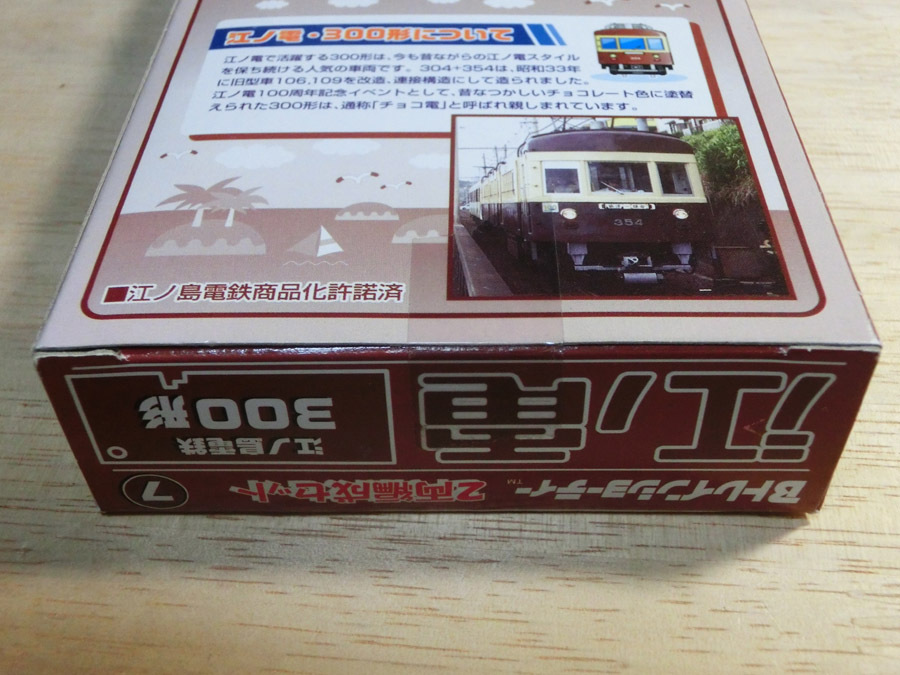 江ノ電・300形について
江ノ電で活躍する300形は、今も昔ながらの江ノ電スタイル
を保ち続ける人気の車両です。304+354は、昭和33年
に旧型車106,109を改造、連接構造にして造られました。
江ノ電100周年記念イベントとして、昔なつかしいチョコレート色に塗替
えられた300形は、通称「チョコ電」と呼ばれ親しまれています。
354
■江ノ島電鉄商品化許諾済
Bトレインショーティー™ 2両編成セット 7
江ノ電
江ノ島電鉄
300形